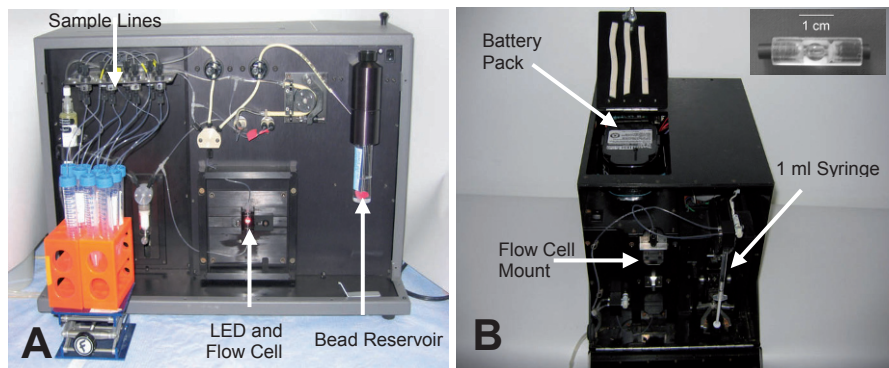 Sample Lines
LED and
Flow Cell
Bead Reservoir
A
Battery
Pack
1 cm
1 ml Syringe
Flow Cell
Mount
B